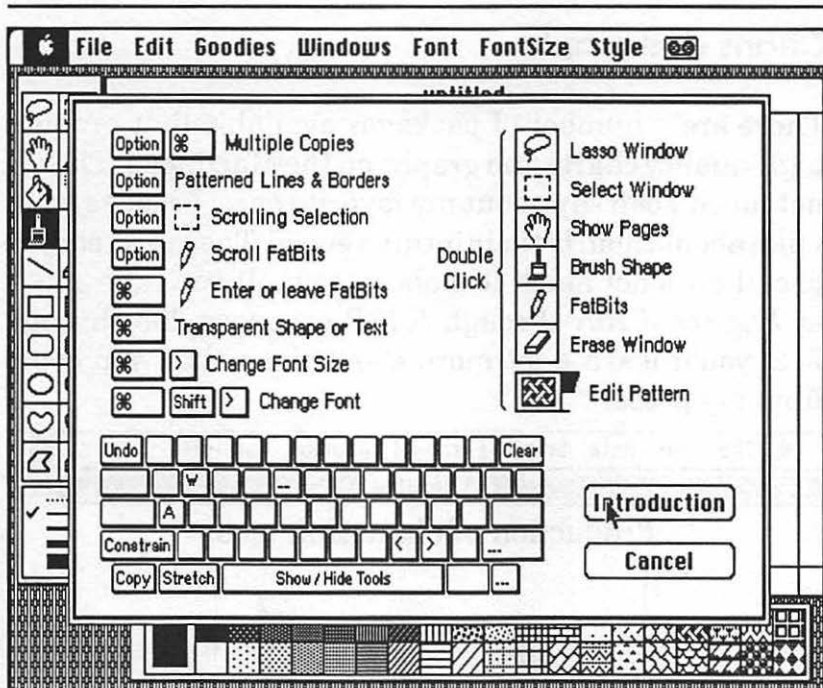 File Edit Goodies Windows Font FontSize Style
untitled
Option ⌘ Multiple Copies
Option Patterned Lines & Borders
Option Scrolling Selection
Option Scroll FatBits
⌘ Enter or leave FatBits
⌘ Transparent Shape or Text
⌘ > Change Font Size
⌘ Shift > Change Font
Double Click
Lasso Window
Select Window
Show Pages
Brush Shape
FatBits
Erase Window
Edit Pattern
Undo Clear
W ...
A
Constrain < > ...
Copy Stretch Show / Hide Tools ...
Introduction
Cancel